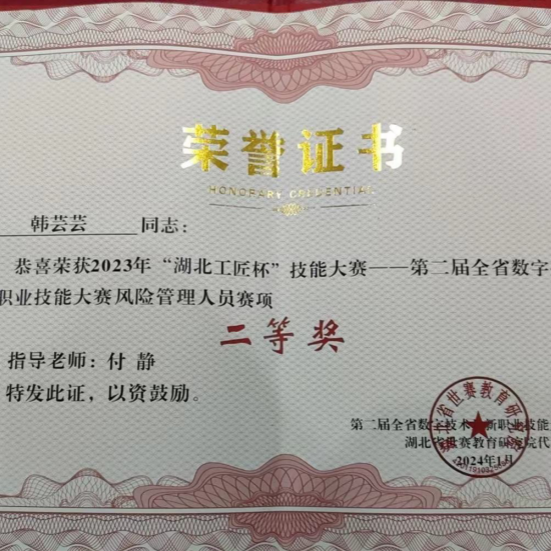 荣誉证书
HONORARY CREDENTIAL
韩芸芸 同志：
恭喜荣获2023年“湖北工匠杯”技能大赛——第二届全省数字
职业技能大赛风险管理人员赛项
二等奖
指导老师：付 静
特发此证，以资鼓励。
第二届全省数字技术 新职业技能
湖北省世赛教育研究院代
2024年1月